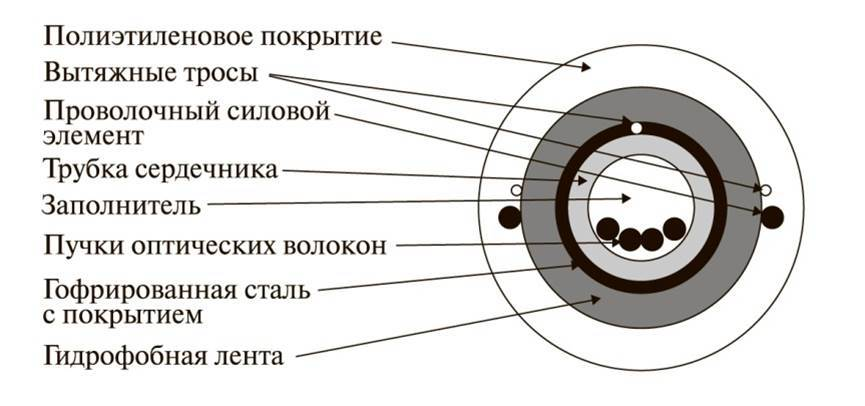 Полиэтиленовое покрытие
Вытяжные тросы
Проволочный силовой
элемент
Трубка сердечника
Заполнитель
Пучки оптических волокон
Гофрированная сталь
с покрытием
Гидрофобная лента